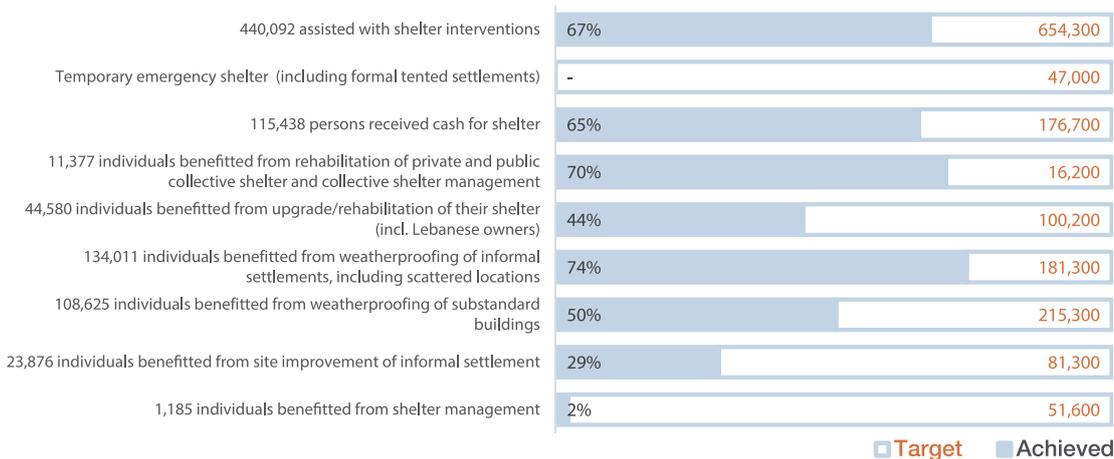 440,092 assisted with shelter interventions 67% 654,300
Temporary emergency shelter (including formal tented settlements) - 47,000
115,438 persons received cash for shelter 65% 176,700
11,377 individuals benefitted from rehabilitation of private and public
collective shelter and collective shelter management 70% 16,200
44,580 individuals benefitted from upgrade/rehabilitation of their shelter
(incl. Lebanese owners) 44% 100,200
134,011 individuals benefitted from weatherproofing of informal
settlements, including scattered locations 74% 181,300
108,625 individuals benefitted from weatherproofing of substandard
buildings 50% 215,300
23,876 individuals benefitted from site improvement of informal settlement 29% 81,300
1,185 individuals benefitted from shelter management 2% 51,600
Target Achieved